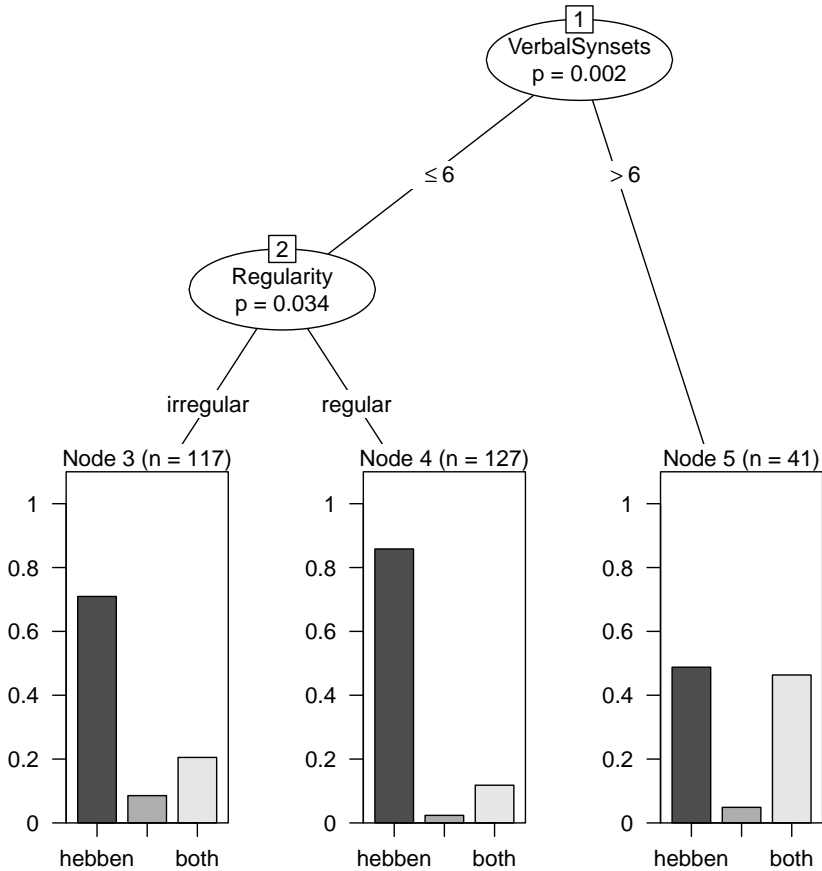 1
VerbalSynsets
p = 0.002
≤ 6
> 6
2
Regularity
p = 0.034
irregular
regular
Node 3 (n = 117)
1
0.8
0.6
0.4
0.2
0
hebben
both
Node 4 (n = 127)
1
0.8
0.6
0.4
0.2
0
hebben
both
Node 5 (n = 41)
1
0.8
0.6
0.4
0.2
0
hebben
both